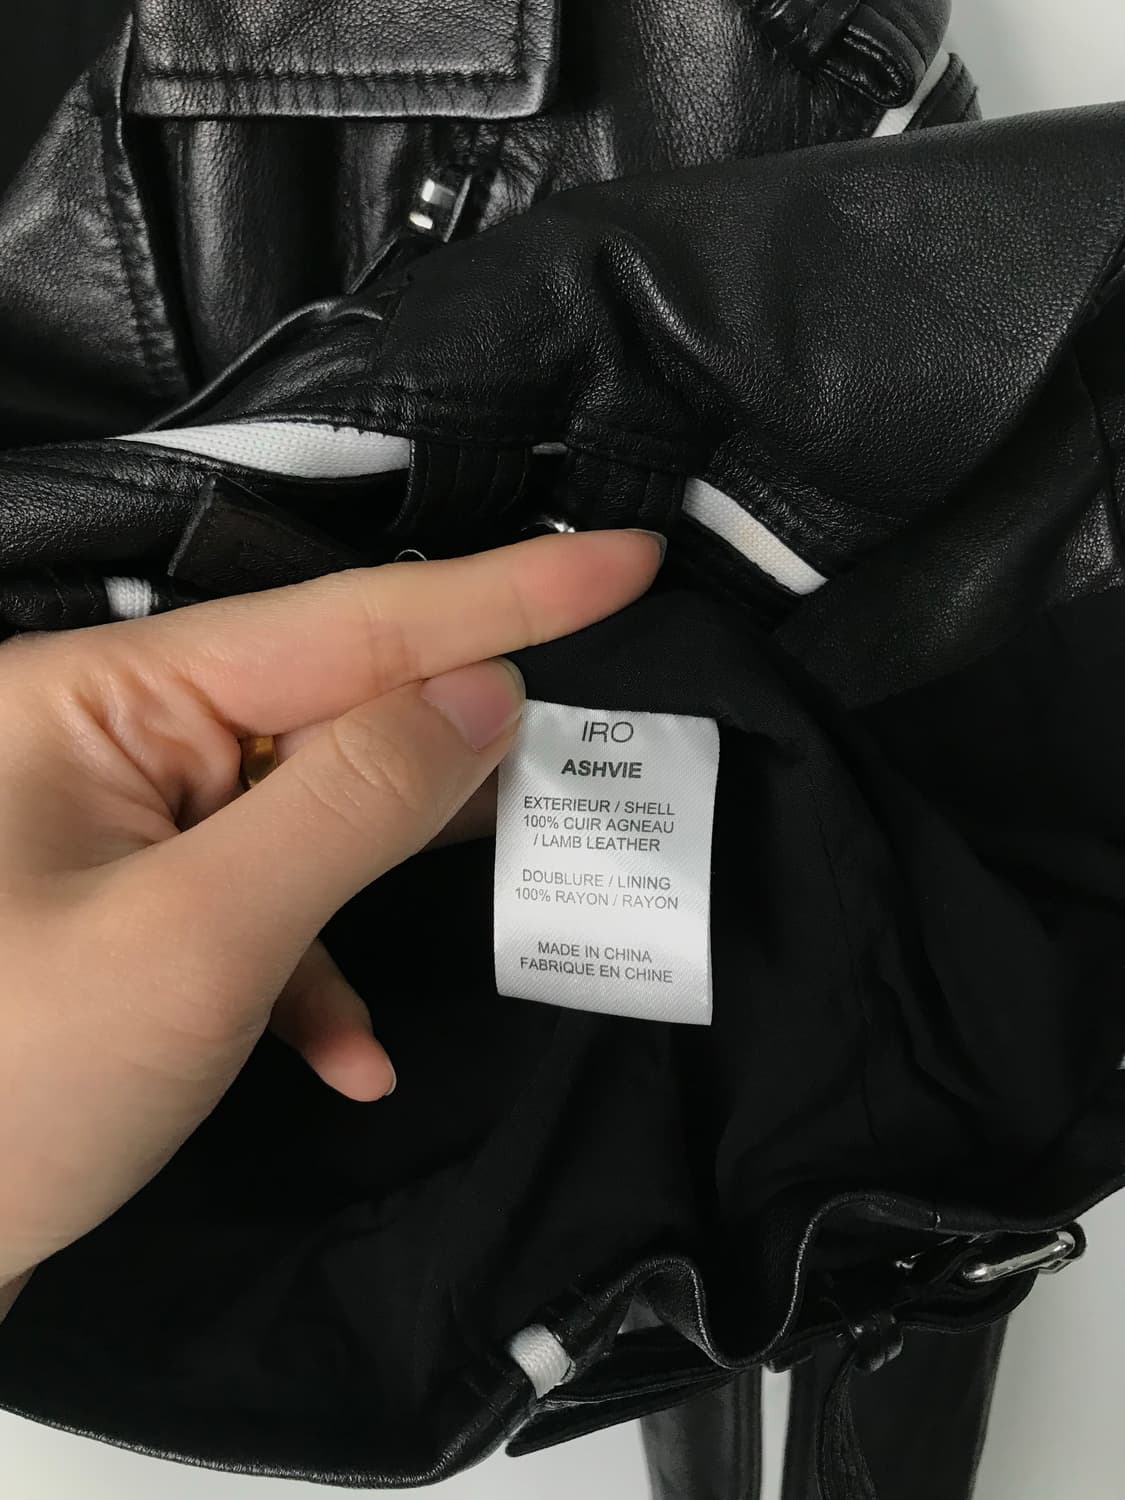 IRO
ASHVIE
EXTERIEUR / SHELL
100% CUIR AGNEAU
/ LAMB LEATHER
DOUBLURE / LINING
100% RAYON / RAYON
MADE IN CHINA
FABRIQUE EN CHINE